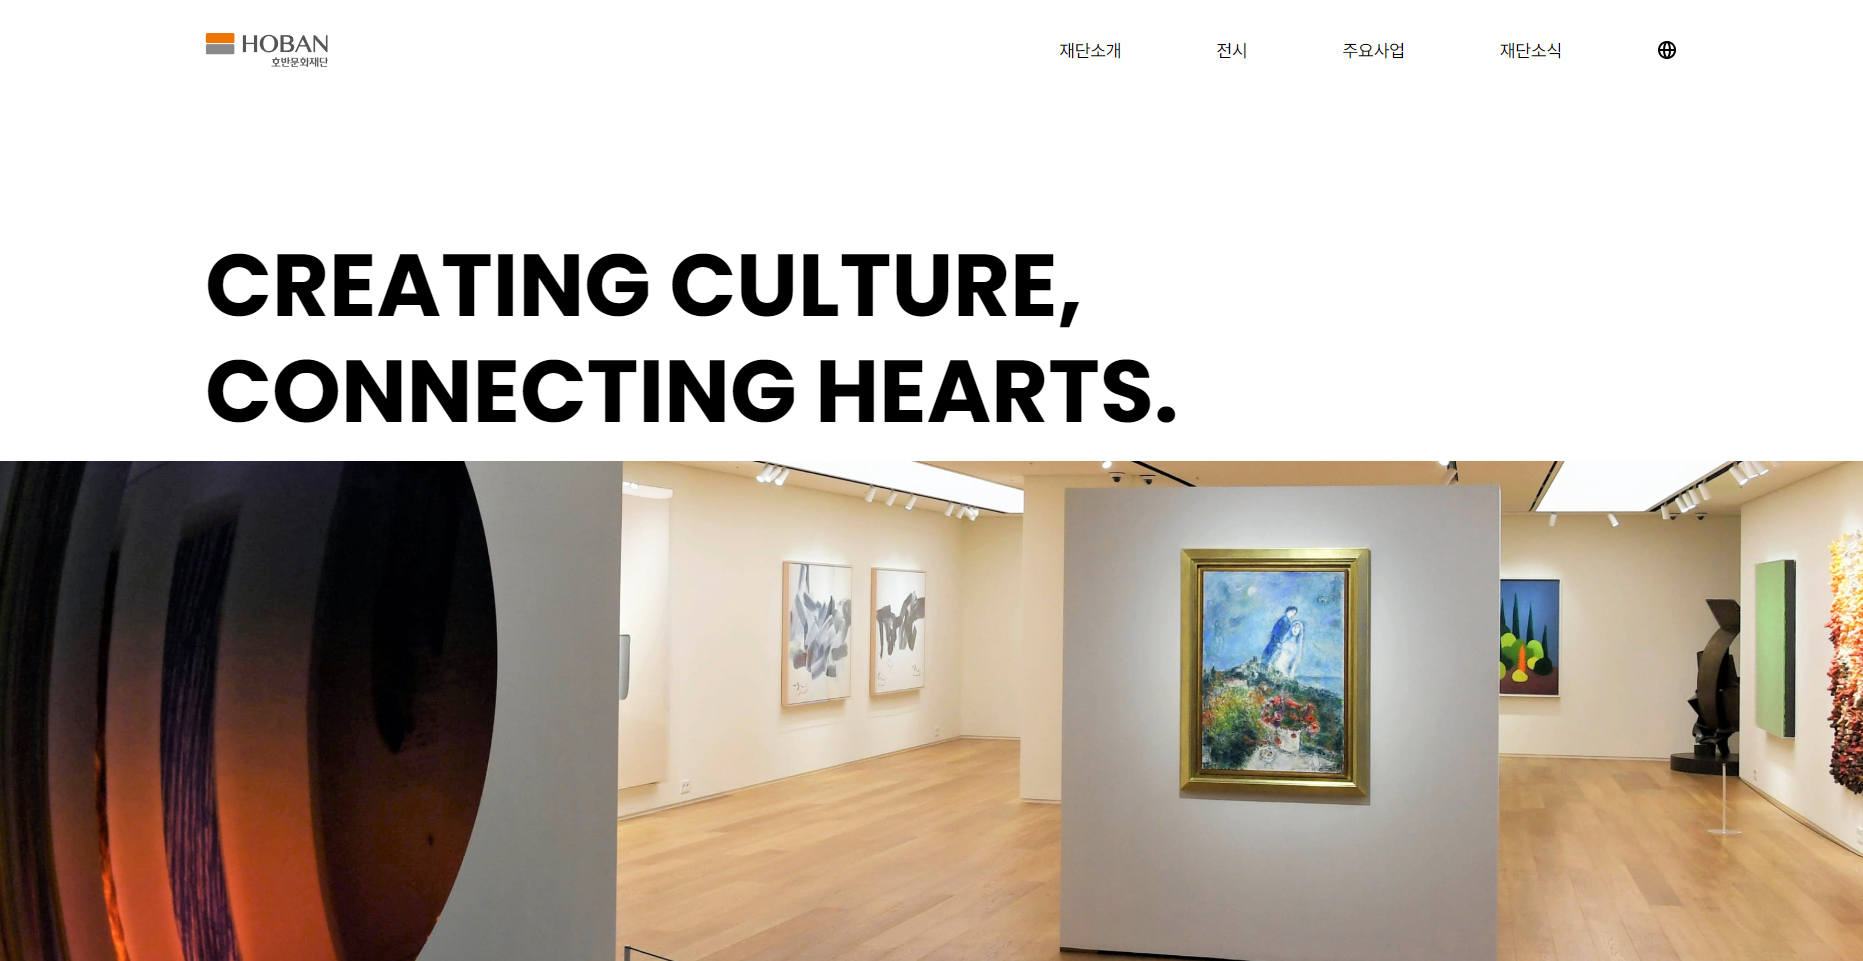 HOBAN
호반문화재단
재단소개
전시
주요사업
재단소식
CREATING CULTURE,
CONNECTING HEARTS.